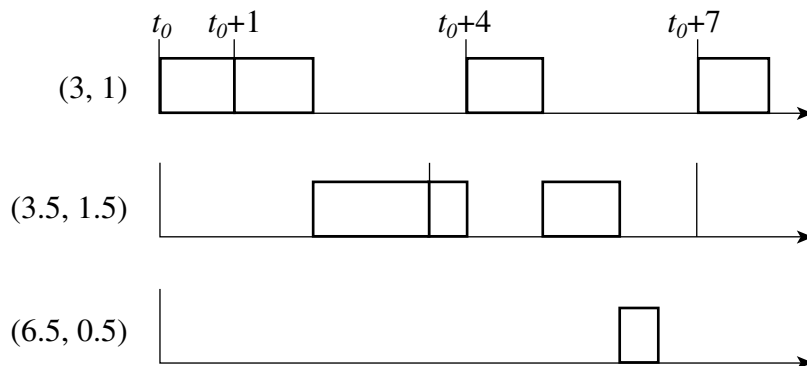 t₀ t₀+1 t₀+4 t₀+7
(3, 1)
(3.5, 1.5)
(6.5, 0.5)